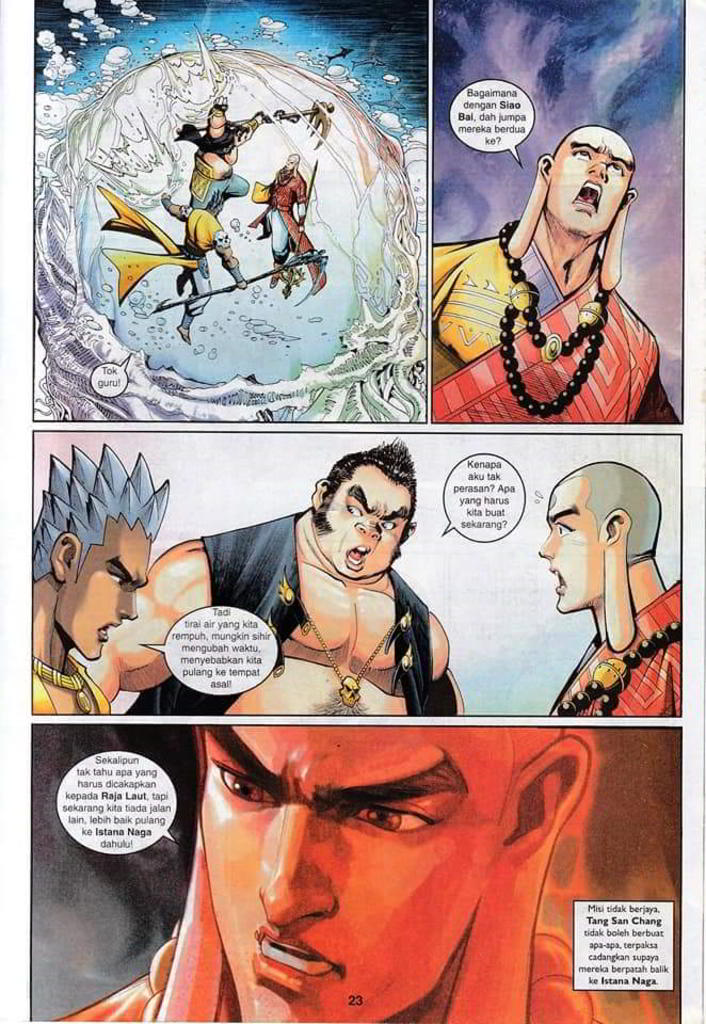 Tok
guru!
Bagaimana
dengan Siao
Bai, dah jumpa
mereka berdua
ke?
Tadi
tirai air yang kita
rempuh, mungkin sihir
mengubah waktu,
menyebabkan kita
pulang ke tempat
asal!
Kenapa
aku tak
perasan? Apa
yang harus
kita buat
sekarang?
Sekalipun
tak tahu apa yang
harus dicakapkan
kepada Raja Laut, tapi
sekarang kita tiada jalan
lain, lebih baik pulang
ke Istana Naga
dahulu!
Misi tidak berjaya,
Tang San Chang
tidak boleh berbuat
apa-apa, terpaksa
cadangkan supaya
mereka berpatah balik
ke Istana Naga.
23